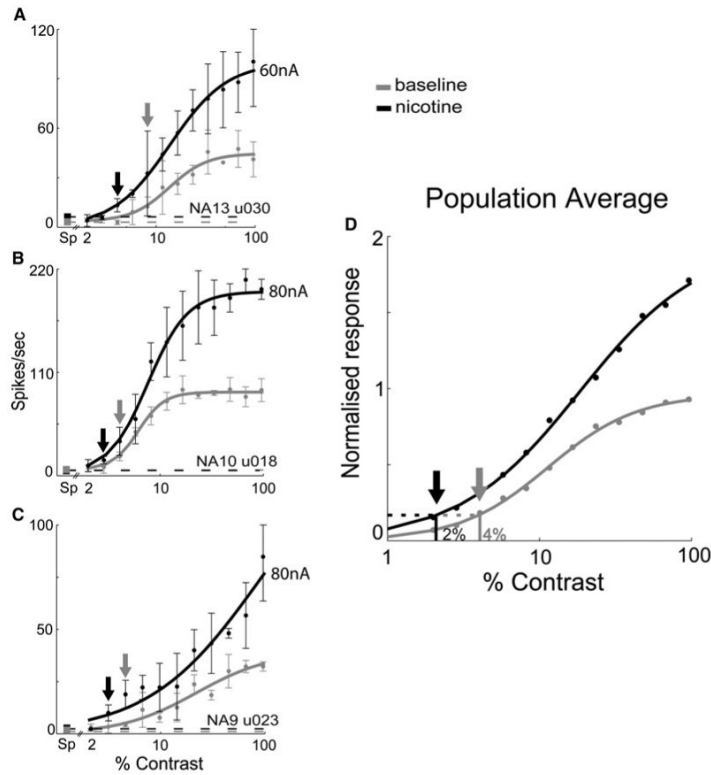 A
120
60
0
60nA
NA13 u030
Sp 2 10 100
baseline
nicotine
B
220
110
0
80nA
NA10 u018
Sp 2 10 100
Spikes/sec
C
100
50
0
80nA
NA9 u023
Sp 2 10 100
% Contrast
Population Average
D
2
1
0
Normalised response
2% 4%
1 10 100
% Contrast